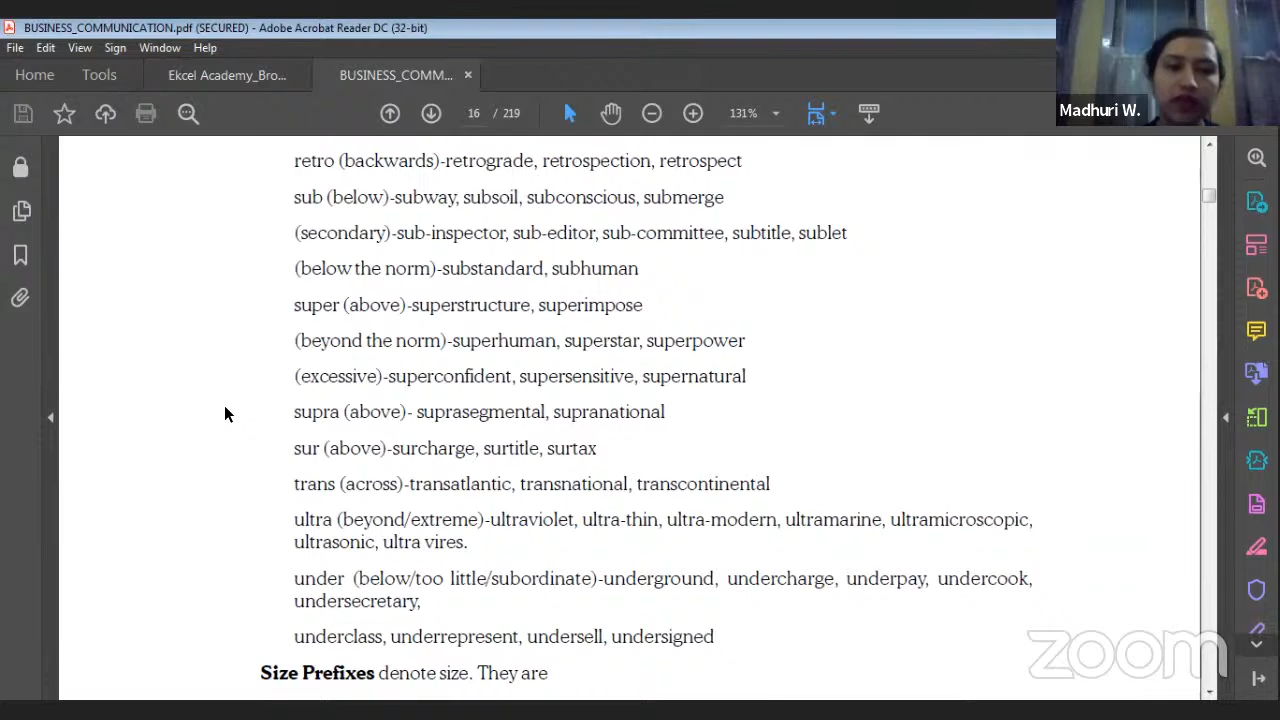 BUSINESS_COMMUNICATION.pdf (SECURED) - Adobe Acrobat Reader DC (32-bit)
File Edit View Sign Window Help
Home Tools Ekcel Academy_Bro... BUSINESS_COMM... ×
16 / 219 131%
Madhuri W.
retro (backwards)-retrograde, retrospection, retrospect
sub (below)-subway, subsoil, subconscious, submerge
(secondary)-sub-inspector, sub-editor, sub-committee, subtitle, sublet
(below the norm)-substandard, subhuman
super (above)-superstructure, superimpose
(beyond the norm)-superhuman, superstar, superpower
(excessive)-superconfident, supersensitive, supernatural
supra (above)- suprasegmental, supranational
sur (above)-surcharge, surtitle, surtax
trans (across)-transatlantic, transnational, transcontinental
ultra (beyond/extreme)-ultraviolet, ultra-thin, ultra-modern, ultramarine, ultramicroscopic,
ultrasonic, ultra vires.
under (below/too little/subordinate)-underground, undercharge, underpay, undercook,
undersecretary,
underclass, underrepresent, undersell, undersigned
Size Prefixes denote size. They are
zoom